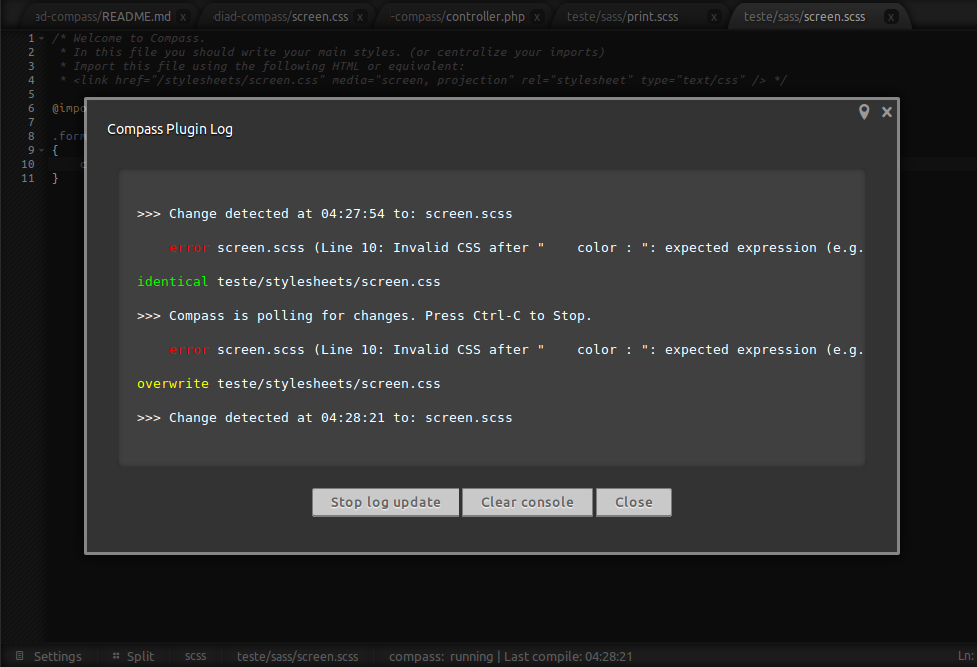 ad-compass/README.md x
diad-compass/screen.css x
-compass/controller.php x
teste/sass/print.scss x
teste/sass/screen.scss x
1 /* Welcome to Compass.
2 * In this file you should write your main styles. (or centralize your imports)
3 * Import this file using the following HTML or equivalent:
4 * <link href="/stylesheets/screen.css" media="screen, projection" rel="stylesheet" type="text/css" /> */
5
6 @impo
7
8 .form
9 {
10 c
11 }
Compass Plugin Log
>>> Change detected at 04:27:54 to: screen.scss
error screen.scss (Line 10: Invalid CSS after "    color : ": expected expression (e.g.
identical teste/stylesheets/screen.css
>>> Compass is polling for changes. Press Ctrl-C to Stop.
error screen.scss (Line 10: Invalid CSS after "    color : ": expected expression (e.g.
overwrite teste/stylesheets/screen.css
>>> Change detected at 04:28:21 to: screen.scss
Stop log update
Clear console
Close
Settings Split scss teste/sass/screen.scss compass: running | Last compile: 04:28:21 Ln: